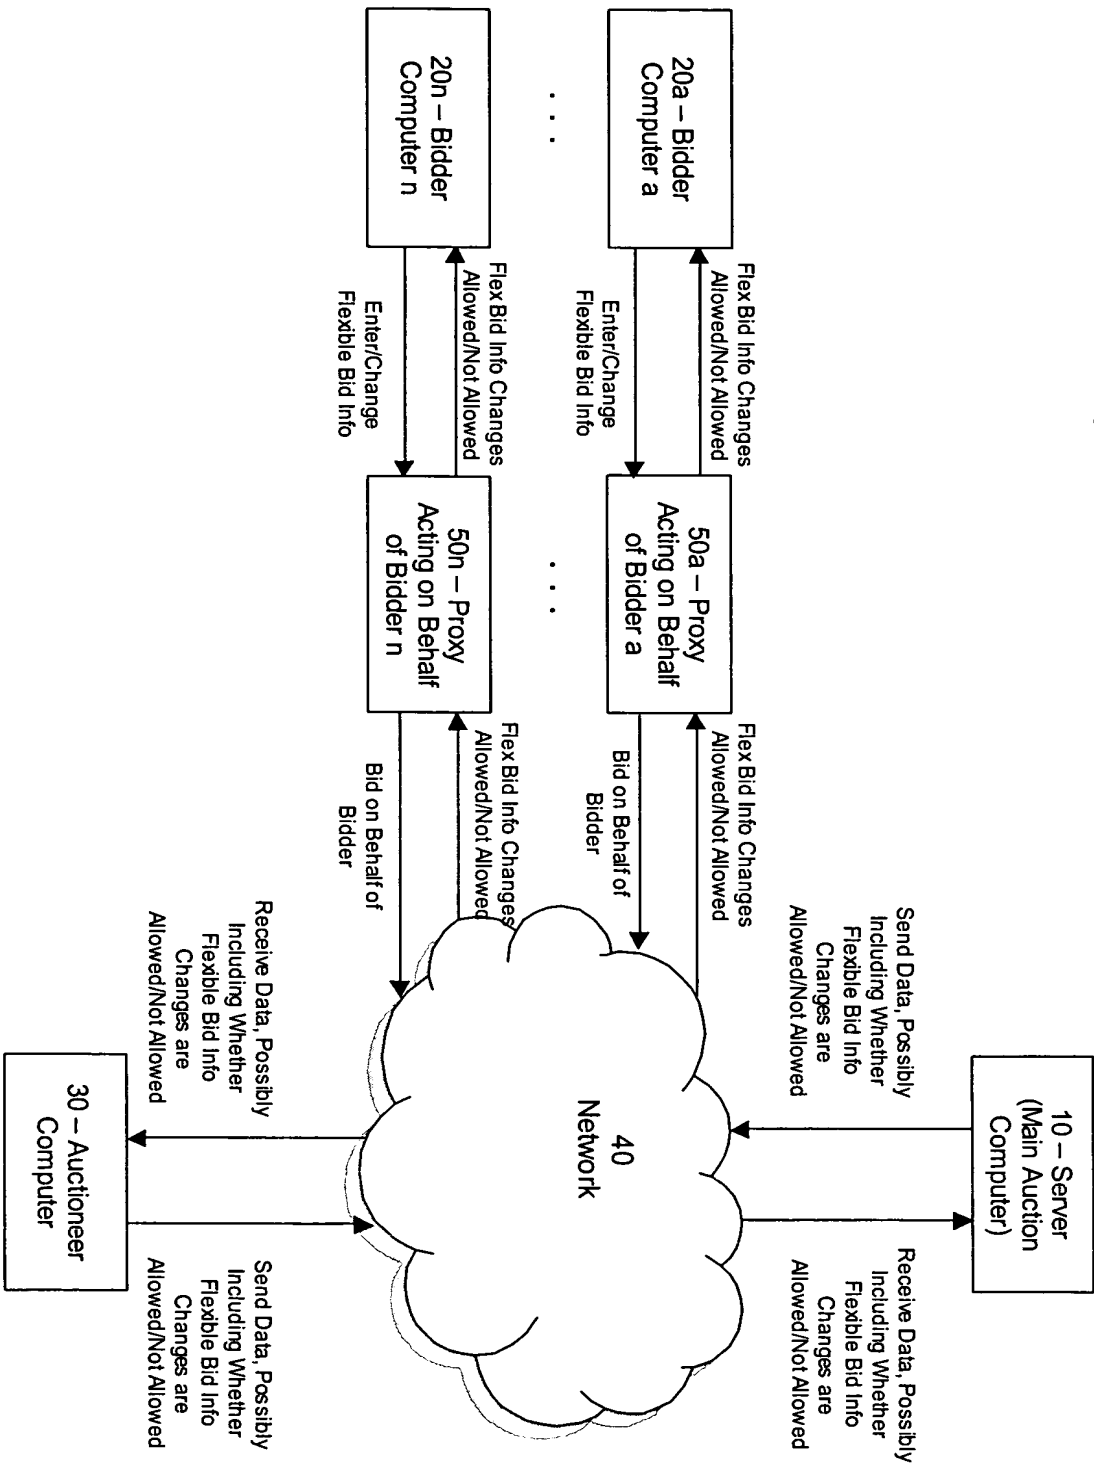 10 – Server
(Main Auction
Computer)
Send Data, Possibly
Including Whether
Flexible Bid Info
Changes are
Allowed/Not Allowed
Receive Data, Possibly
Including Whether
Flexible Bid Info
Changes are
Allowed/Not Allowed
20a – Bidder
Computer a
Flex Bid Info Changes
Allowed/Not Allowed
Enter/Change
Flexible Bid Info
50a – Proxy
Acting on Behalf
of Bidder a
Flex Bid Info Changes
Allowed/Not Allowed
Bid on Behalf of
Bidder
40
Network
. . .
. . .
20n – Bidder
Computer n
Flex Bid Info Changes
Allowed/Not Allowed
Enter/Change
Flexible Bid Info
50n – Proxy
Acting on Behalf
of Bidder n
Flex Bid Info Changes
Allowed/Not Allowed
Bid on Behalf of
Bidder
Receive Data, Possibly
Including Whether
Flexible Bid Info
Changes are
Allowed/Not Allowed
Send Data, Possibly
Including Whether
Flexible Bid Info
Changes are
Allowed/Not Allowed
30 – Auctioneer
Computer